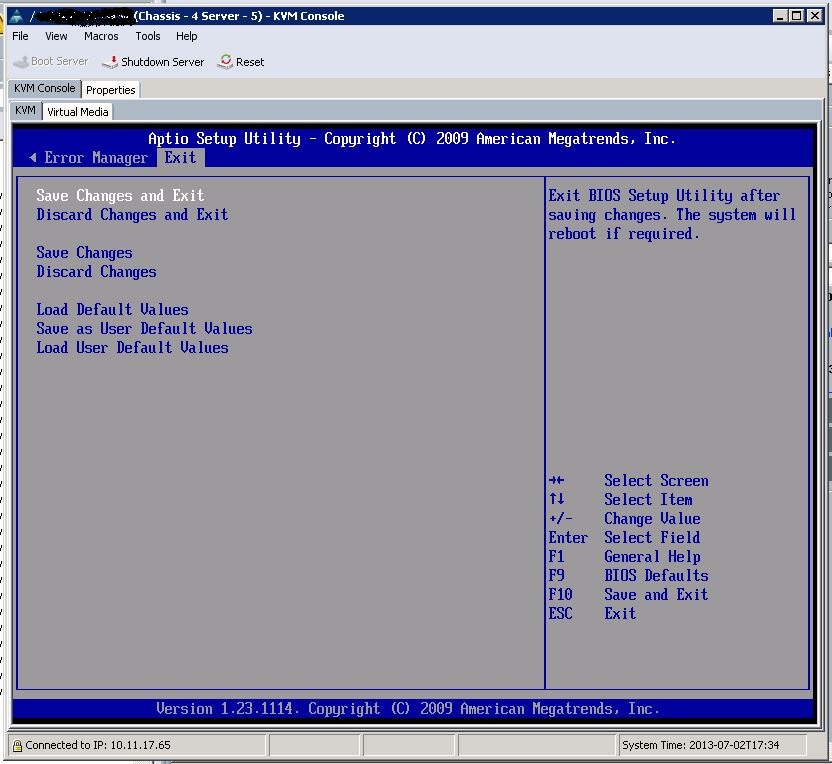 / (Chassis - 4 Server - 5) - KVM Console
File View Macros Tools Help
Boot Server Shutdown Server Reset
KVM Console Properties
KVM Virtual Media
Aptio Setup Utility - Copyright (C) 2009 American Megatrends, Inc.
Error Manager Exit
Save Changes and Exit
Discard Changes and Exit
Save Changes
Discard Changes
Load Default Values
Save as User Default Values
Load User Default Values
Exit BIOS Setup Utility after
saving changes. The system will
reboot if required.
→← Select Screen
↑↓ Select Item
+/- Change Value
Enter Select Field
F1 General Help
F9 BIOS Defaults
F10 Save and Exit
ESC Exit
Version 1.23.1114. Copyright (C) 2009 American Megatrends, Inc.
Connected to IP: 10.11.17.65
System Time: 2013-07-02T17:34